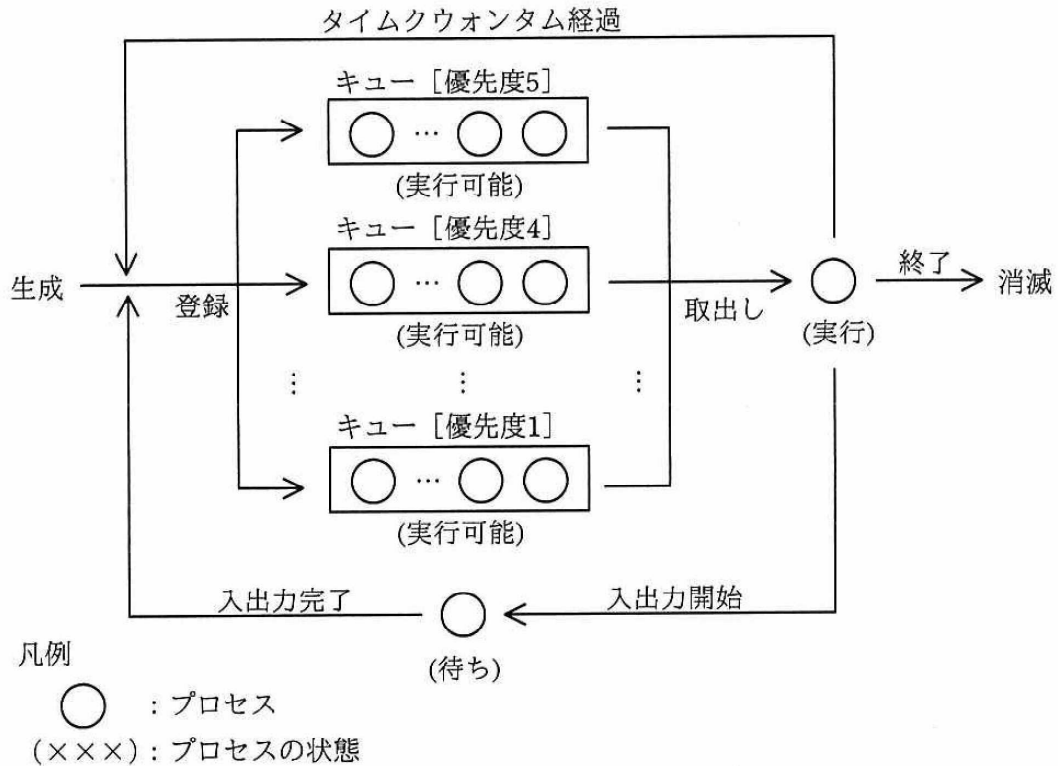 タイムクウォンタム経過
キュー［優先度5］
… 
(実行可能)
キュー［優先度4］
…
(実行可能)
生成
登録
取出し
終了
消滅
(実行)
⋮ ⋮ ⋮
キュー［優先度1］
…
(実行可能)
入出力完了
入出力開始
(待ち)
凡例
：プロセス
(×××)：プロセスの状態